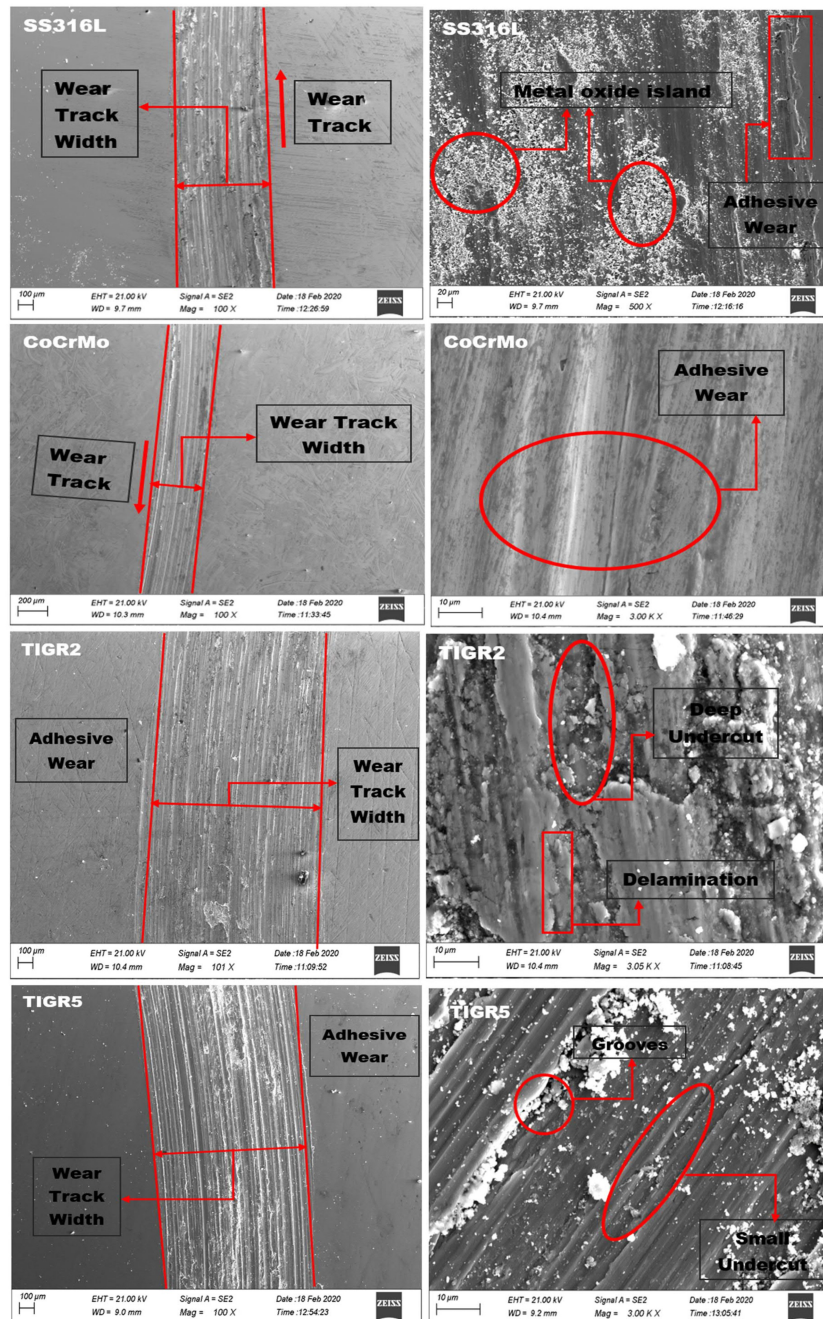 SS316L
Wear
Track
Width
Wear
Track
100 µm
EHT = 21.00 kV
Signal A = SE2
Date :18 Feb 2020
WD = 9.7 mm
Mag = 100 X
Time :12:26:59
ZEISS
SS316L
Metal oxide island
Adhesive
Wear
20 µm
EHT = 21.00 kV
Signal A = SE2
Date :18 Feb 2020
WD = 9.7 mm
Mag = 500 X
Time :12:16:16
ZEISS
CoCrMo
Wear Track
Width
Wear
Track
200 µm
EHT = 21.00 kV
Signal A = SE2
Date :18 Feb 2020
WD = 10.3 mm
Mag = 100 X
Time :11:33:45
ZEISS
CoCrMo
Adhesive
Wear
10 µm
EHT = 21.00 kV
Signal A = SE2
Date :18 Feb 2020
WD = 10.4 mm
Mag = 3.00 K X
Time :11:46:29
ZEISS
TIGR2
Adhesive
Wear
Wear
Track
Width
100 µm
EHT = 21.00 kV
Signal A = SE2
Date :18 Feb 2020
WD = 10.4 mm
Mag = 101 X
Time :11:09:52
ZEISS
TIGR2
Deep
Undercut
Delamination
10 µm
EHT = 21.00 kV
Signal A = SE2
Date :18 Feb 2020
WD = 10.4 mm
Mag = 3.05 K X
Time :11:08:45
ZEISS
TIGR5
Adhesive
Wear
Wear
Track
Width
100 µm
EHT = 21.00 kV
Signal A = SE2
Date :18 Feb 2020
WD = 9.0 mm
Mag = 100 X
Time :12:54:23
ZEISS
TIGR5
Grooves
Small
Undercut
10 µm
EHT = 21.00 kV
Signal A = SE2
Date :18 Feb 2020
WD = 9.2 mm
Mag = 3.00 K X
Time :13:05:41
ZEISS